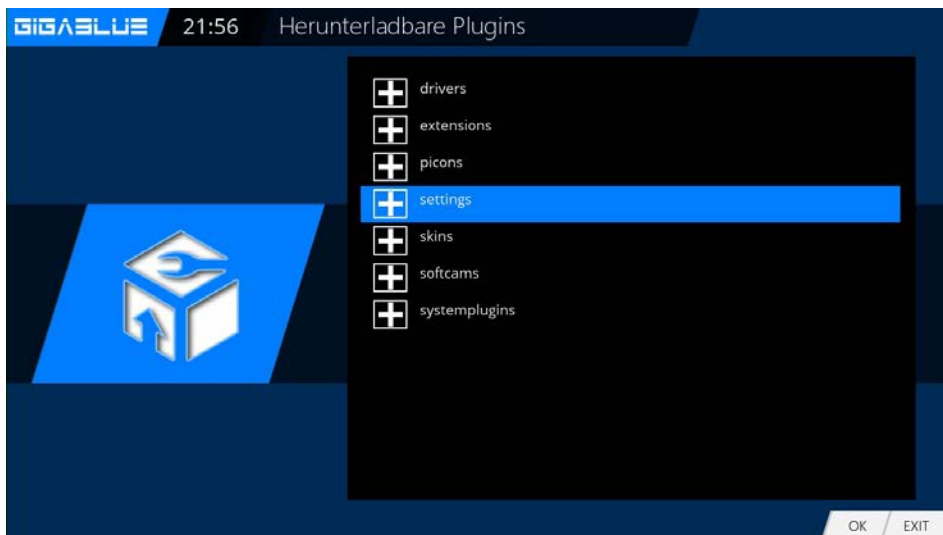 GIGABLUE 21:56 Herunterladbare Plugins
drivers
extensions
picons
settings
skins
softcams
systemplugins
OK EXIT